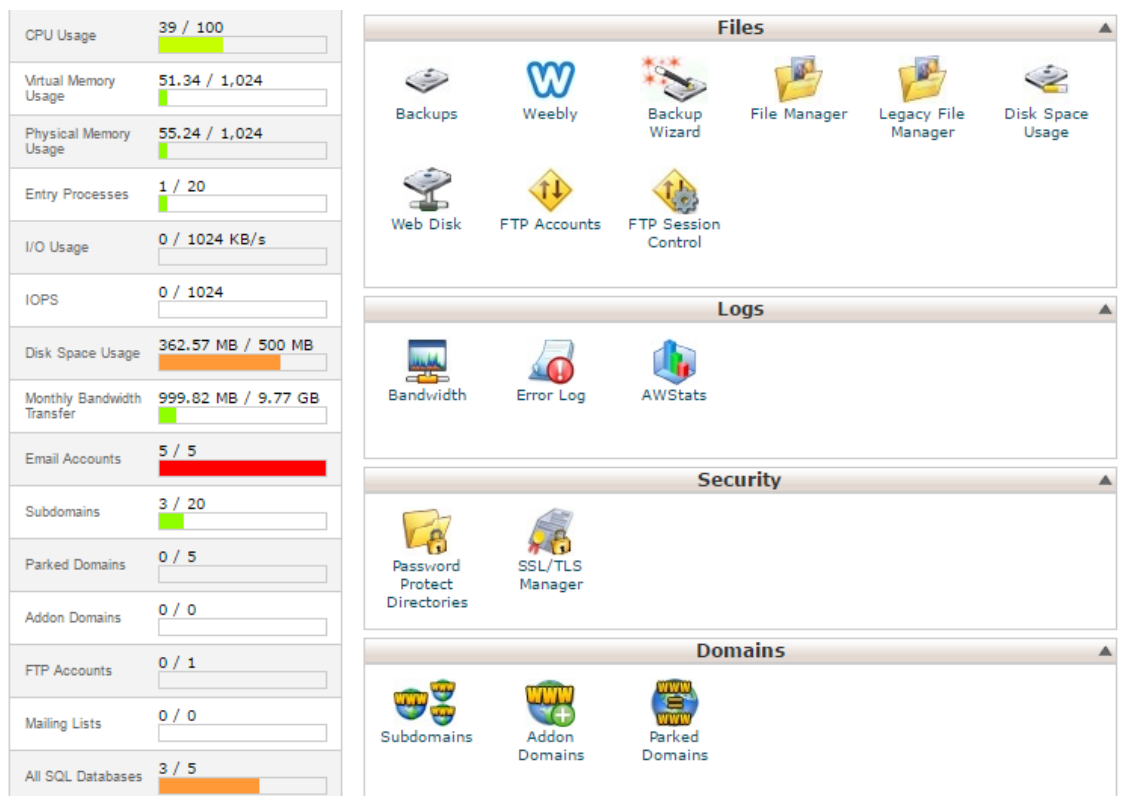 CPU Usage
39 / 100
Virtual Memory
Usage
51.34 / 1,024
Physical Memory
Usage
55.24 / 1,024
Entry Processes
1 / 20
I/O Usage
0 / 1024 KB/s
IOPS
0 / 1024
Disk Space Usage
362.57 MB / 500 MB
Monthly Bandwidth
Transfer
999.82 MB / 9.77 GB
Email Accounts
5 / 5
Subdomains
3 / 20
Parked Domains
0 / 5
Addon Domains
0 / 0
FTP Accounts
0 / 1
Mailing Lists
0 / 0
All SQL Databases
3 / 5
Files
Backups
Weebly
Backup
Wizard
File Manager
Legacy File
Manager
Disk Space
Usage
Web Disk
FTP Accounts
FTP Session
Control
Logs
Bandwidth
Error Log
AWStats
Security
Password
Protect
Directories
SSL/TLS
Manager
Domains
WWW
Subdomains
WWW
Addon
Domains
WWW
WWW
Parked
Domains